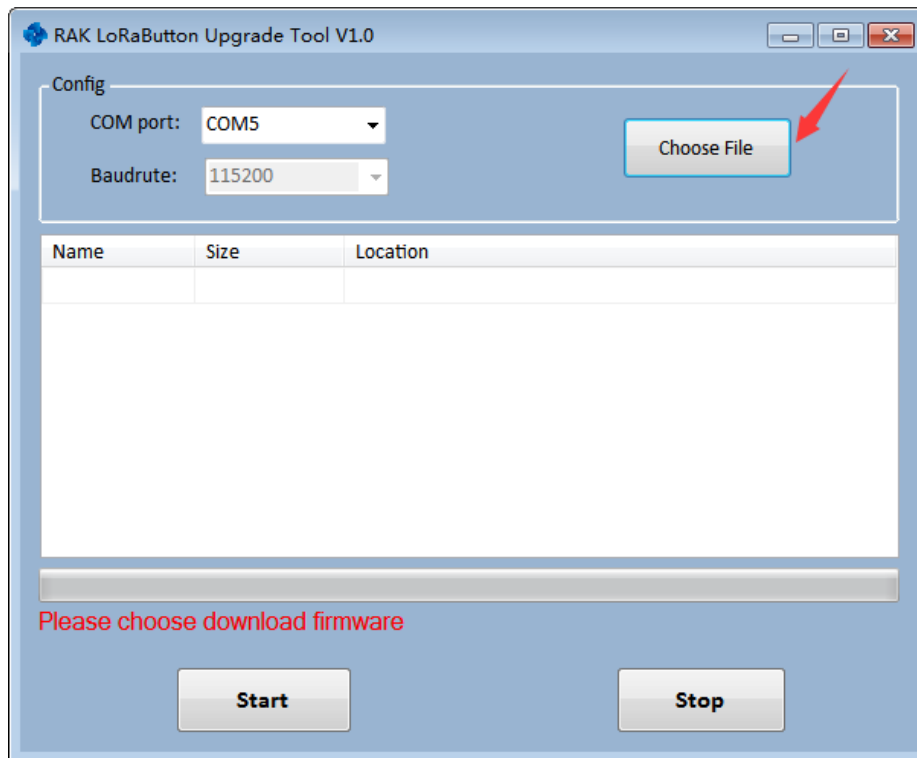 RAK LoRaButton Upgrade Tool V1.0
Config
COM port: COM5
Choose File
Baudrute: 115200
Name Size Location
Please choose download firmware
Start Stop